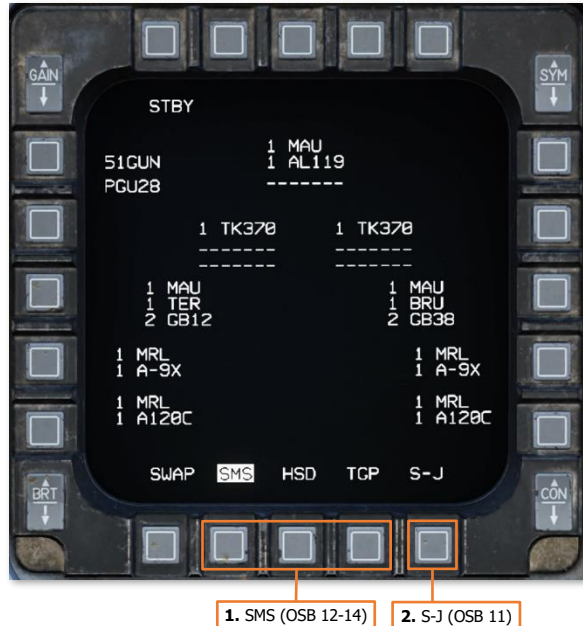 GAIN
SYM
STBY
1 MAU
51GUN 1 AL119
PGU28 -------
1 TK370 1 TK370
------- -------
------- -------
1 MAU 1 MAU
1 TER 1 BRU
2 GB12 2 GB38
1 MRL 1 MRL
1 A-9X 1 A-9X
1 MRL 1 MRL
1 A120C 1 A120C
SWAP SMS HSD TGP S-J
BRT
CON
1. SMS (OSB 12-14) 2. S-J (OSB 11)